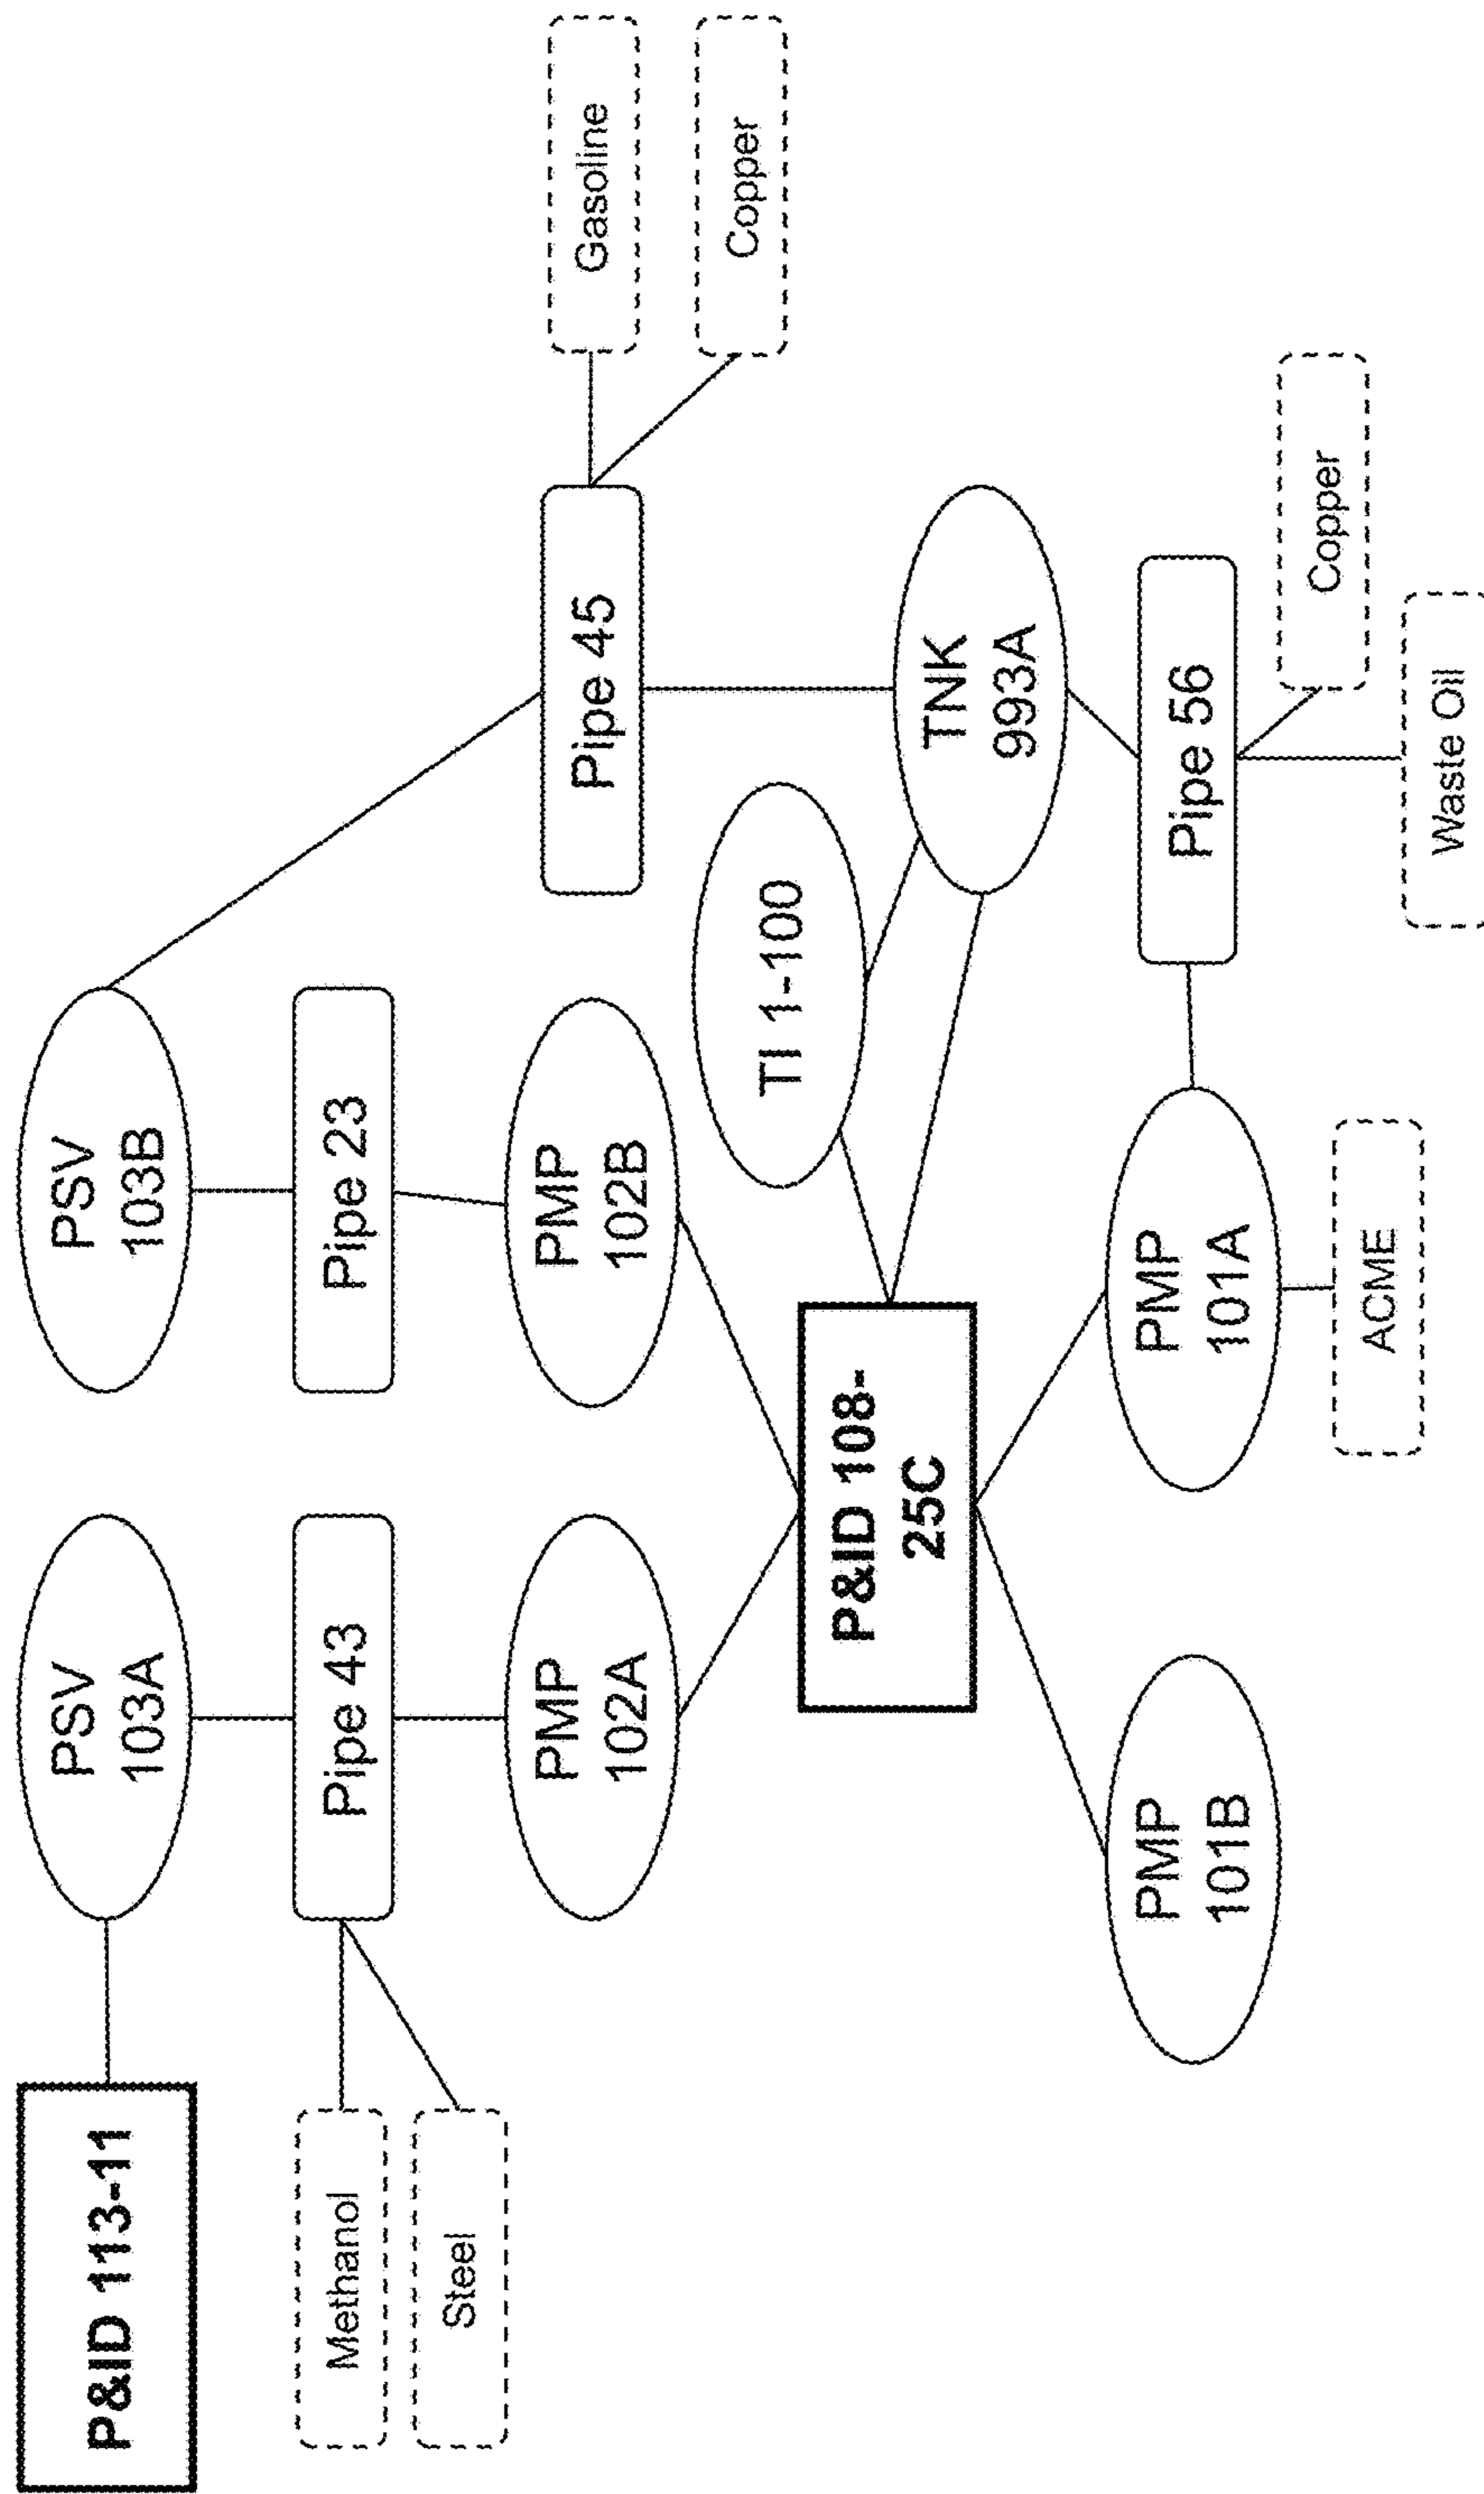 P&ID 113-11
PSV
103A
PSV
103B
Methanol
Pipe 43
Pipe 23
Steel
PMP
102A
PMP
102B
Pipe 45
Gasoline
Copper
TI 1-100
P&ID 108-
25C
TNK
993A
PMP
101B
PMP
101A
Pipe 56
Copper
ACME
Waste Oil